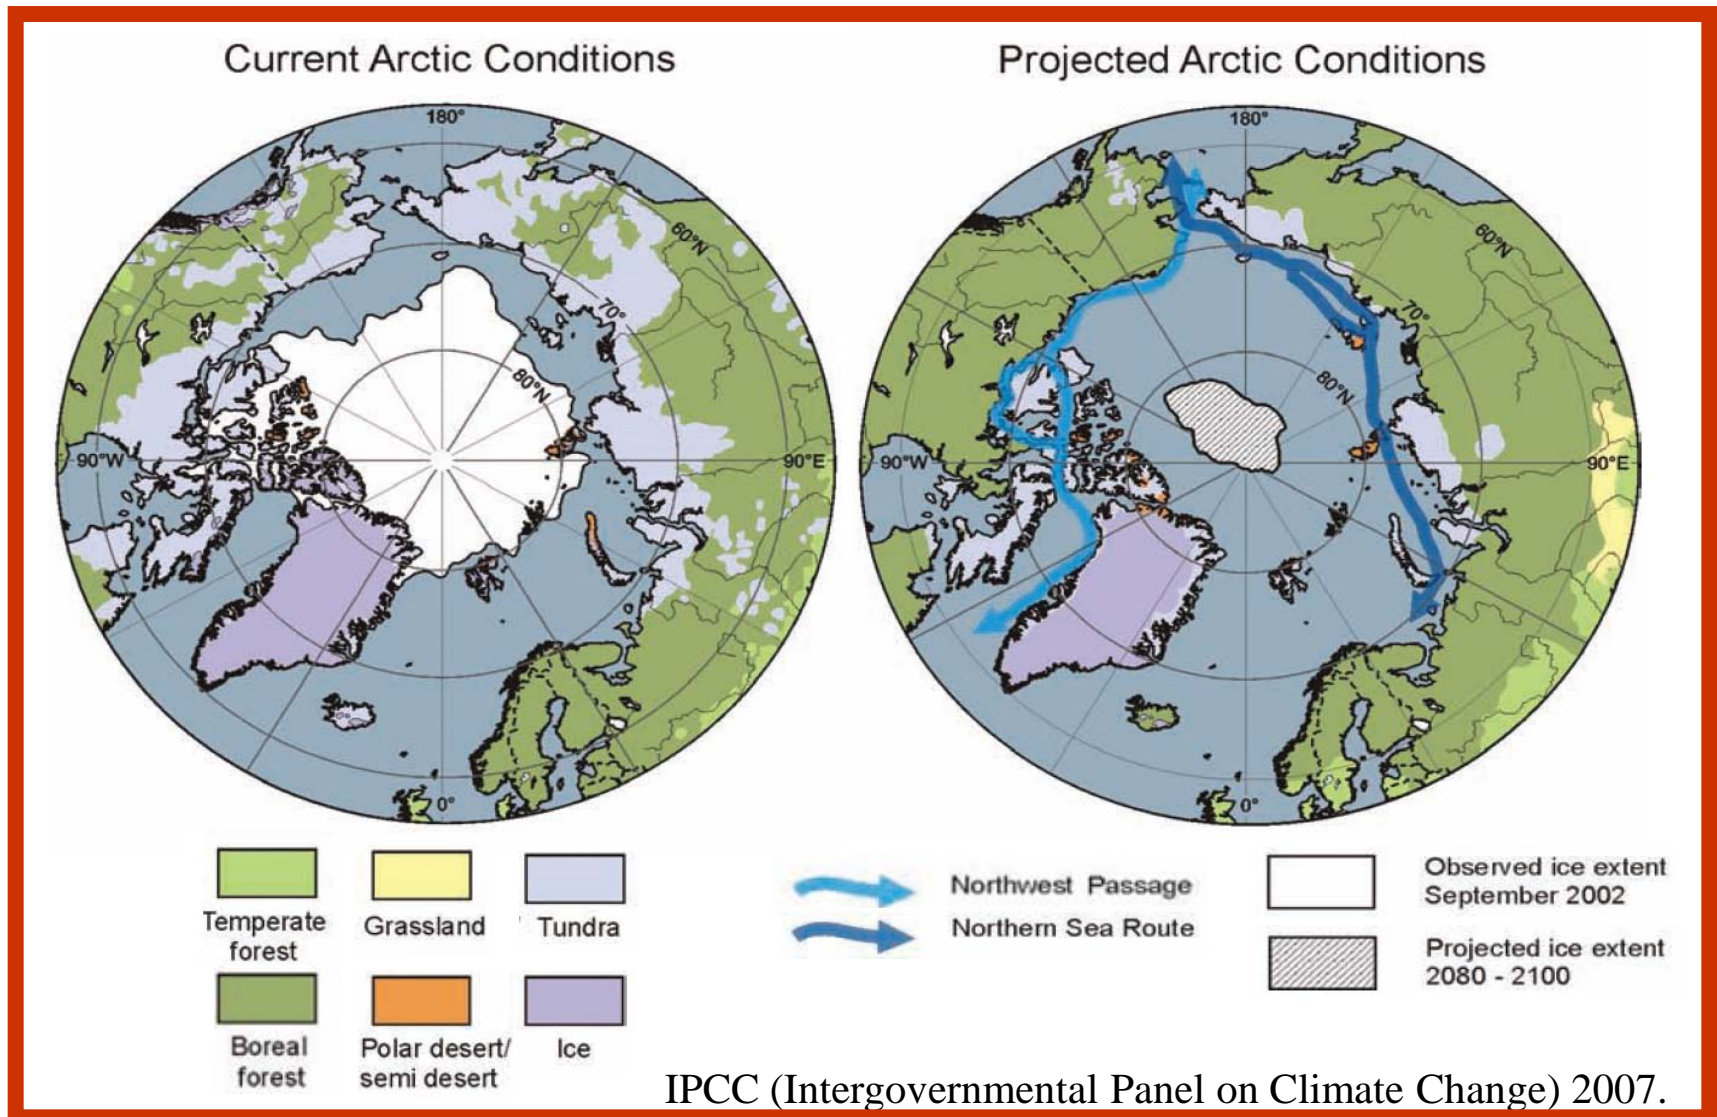 Current Arctic Conditions
Projected Arctic Conditions
180°
60°N
70°
80°N
90°W
90°E
0°
180°
60°N
70°
80°N
90°W
90°E
0°
Temperate
forest
Grassland
Tundra
Boreal
forest
Polar desert/
semi desert
Ice
Northwest Passage
Northern Sea Route
Observed ice extent
September 2002
Projected ice extent
2080 - 2100
IPCC (Intergovernmental Panel on Climate Change) 2007.